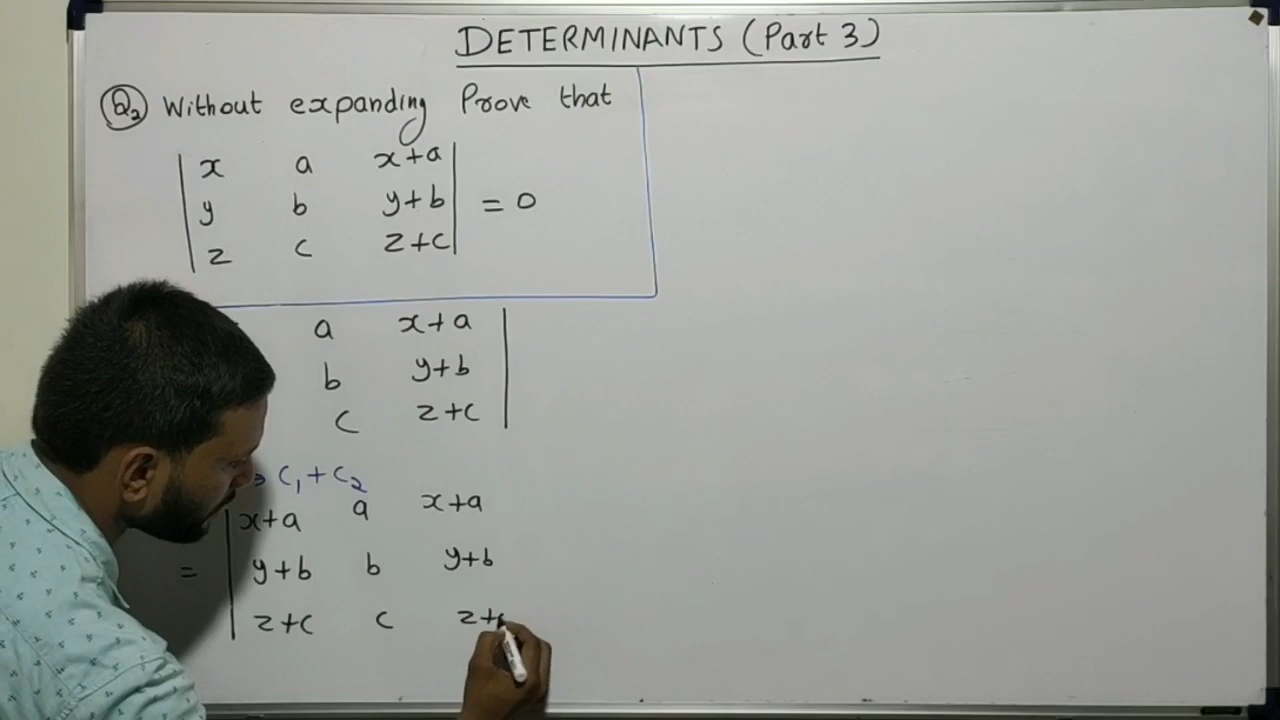 DETERMINANTS (Part 3)
Q2 Without expanding Prove that
x a x+a
y b y+b = 0
z c z+c
a x+a
b y+b
c z+c
C1+C2
x+a a x+a
= y+b b y+b
z+c c z+